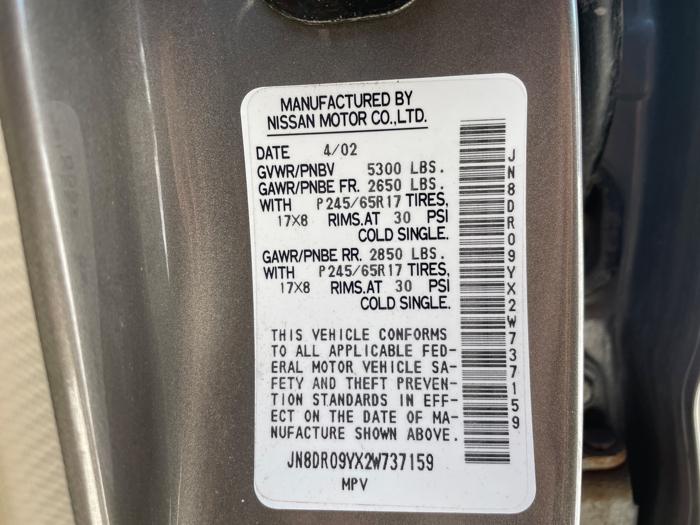 MANUFACTURED BY
NISSAN MOTOR CO.,LTD.
DATE 4/02
GVWR/PNBV 5300 LBS.
GAWR/PNBE FR. 2650 LBS.
WITH P245/65R17 TIRES,
17X8 RIMS.AT 30 PSI
COLD SINGLE.
GAWR/PNBE RR. 2850 LBS.
WITH P245/65R17 TIRES,
17X8 RIMS.AT 30 PSI
COLD SINGLE.
THIS VEHICLE CONFORMS
TO ALL APPLICABLE FED-
ERAL MOTOR VEHICLE SA-
FETY AND THEFT PREVEN-
TION STANDARDS IN EFF-
ECT ON THE DATE OF MA-
NUFACTURE SHOWN ABOVE.
JN8DR09YX2W737159
MPV
JN8DR09YX2W737159